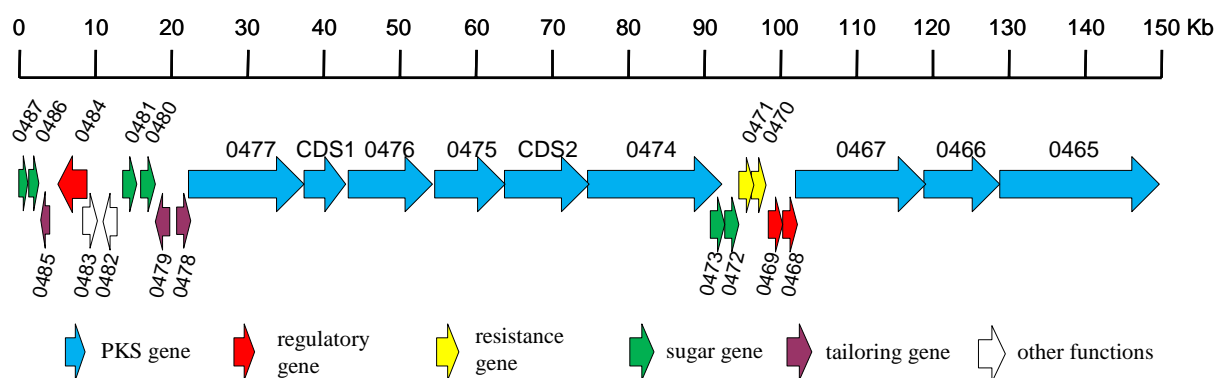 0 10 20 30 40 50 60 70 80 90 100 110 120 130 140 150 Kb
0487 0486 0484 0481 0480 0471 0470
0477 CDS1 0476 0475 CDS2 0474 0467 0466 0465
0485 0483 0482 0479 0478 0473 0472 0469 0468
PKS gene
regulatory
gene
resistance
gene
sugar gene
tailoring gene
other functions